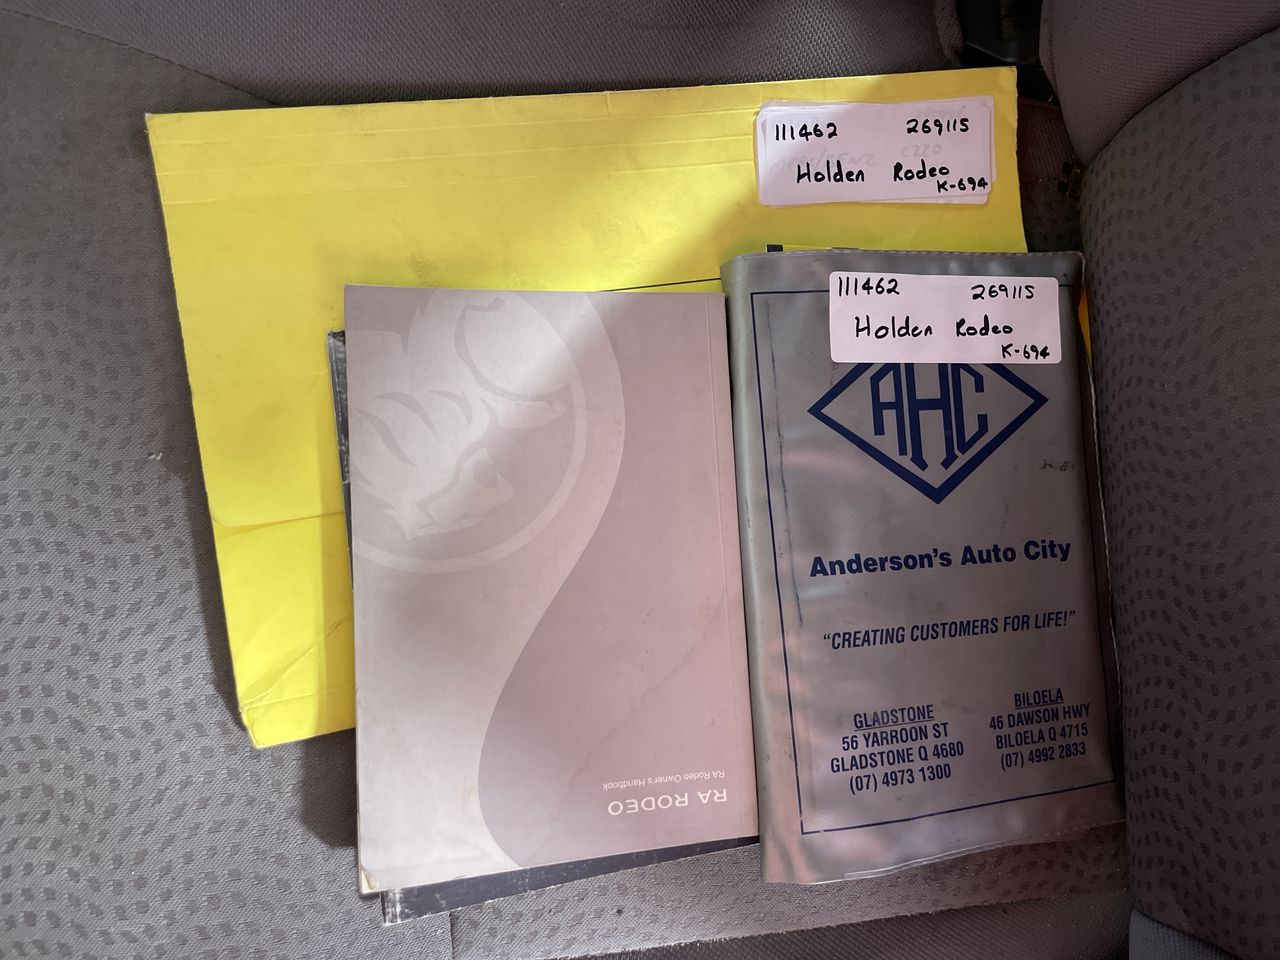 111462 269115
Holden Rodeo
K-694
111462 269115
Holden Rodeo
K-694
AHC
Anderson's Auto City
"CREATING CUSTOMERS FOR LIFE!"
GLADSTONE
56 YARROON ST
GLADSTONE Q 4680
(07) 4973 1300
BILOELA
46 DAWSON HWY
BILOELA Q 4715
(07) 4992 2833
RA RODEO
RA Rodeo Owner's Handbook